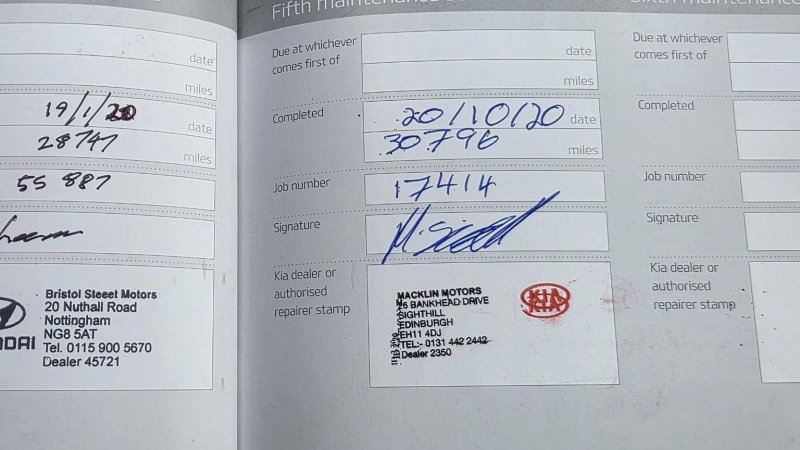 date
miles
19/1/20
date
28747
miles
55 887
Bristol Steeet Motors
20 Nuthall Road
Nottingham
NG8 5AT
Tel. 0115 900 5670
Dealer 45721
Fifth maintenance
Due at whichever
comes first of
date
miles
Completed
20/10/20 date
30796 miles
Job number
17414
Signature
Kia dealer or
authorised
repairer stamp
MACKLIN MOTORS
26 BANKHEAD DRIVE
SIGHTHILL
EDINBURGH
EH11 4DJ
TEL:- 0131 442 2442
Dealer 2350
KIA
Sixth maintenance
Due at whichever
comes first of
Completed
Job number
Signature
Kia dealer or
authorised
repairer stamp